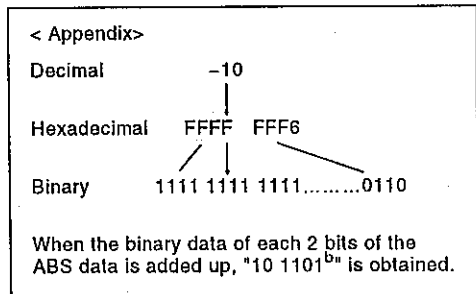 < Appendix>
Decimal −10
Hexadecimal FFFF FFF6
Binary 1111 1111 1111.........0110
When the binary data of each 2 bits of the
ABS data is added up, "10 1101ᵇ" is obtained.